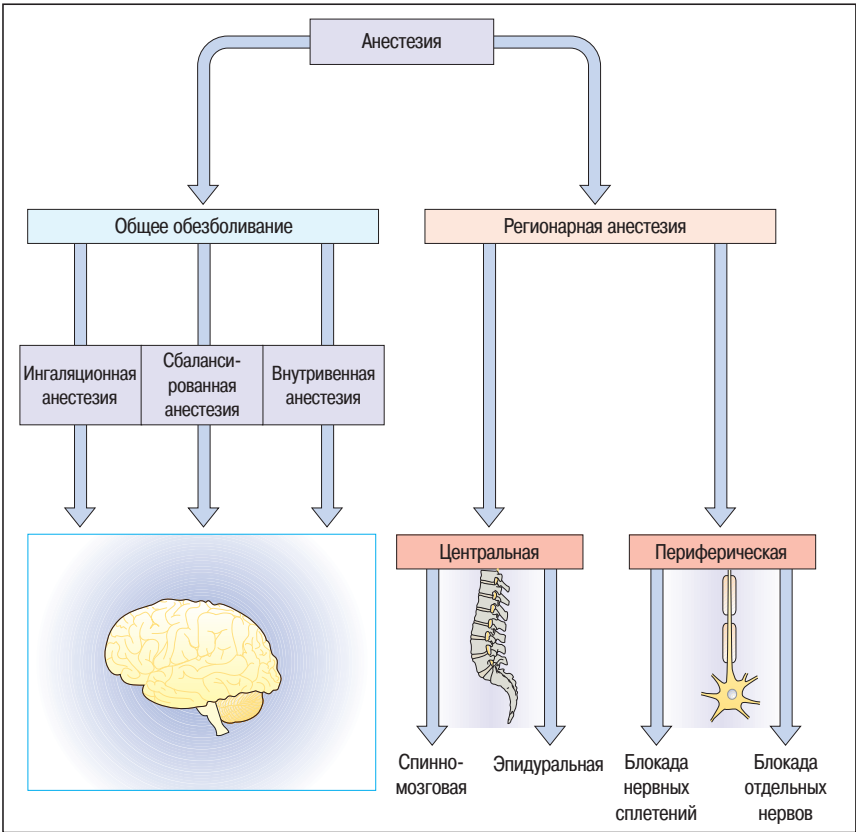 Анестезия
Общее обезболивание
Регионарная анестезия
Ингаляционная
анестезия
Сбаланси-
рованная
анестезия
Внутривенная
анестезия
Центральная
Периферическая
Спинно-
мозговая
Эпидуральная
Блокада
нервных
сплетений
Блокада
отдельных
нервов